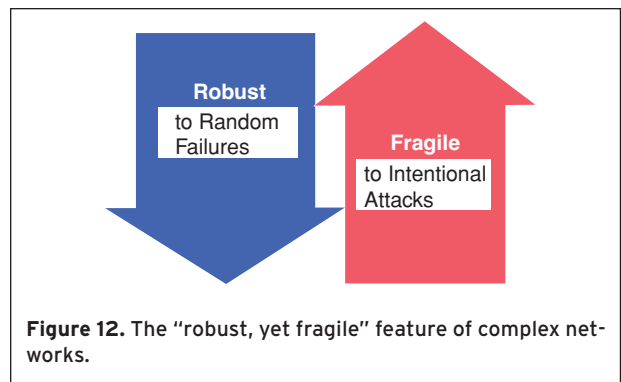 Robust
to Random
Failures
Fragile
to Intentional
Attacks
Figure 12. The “robust, yet fragile” feature of complex net-
works.